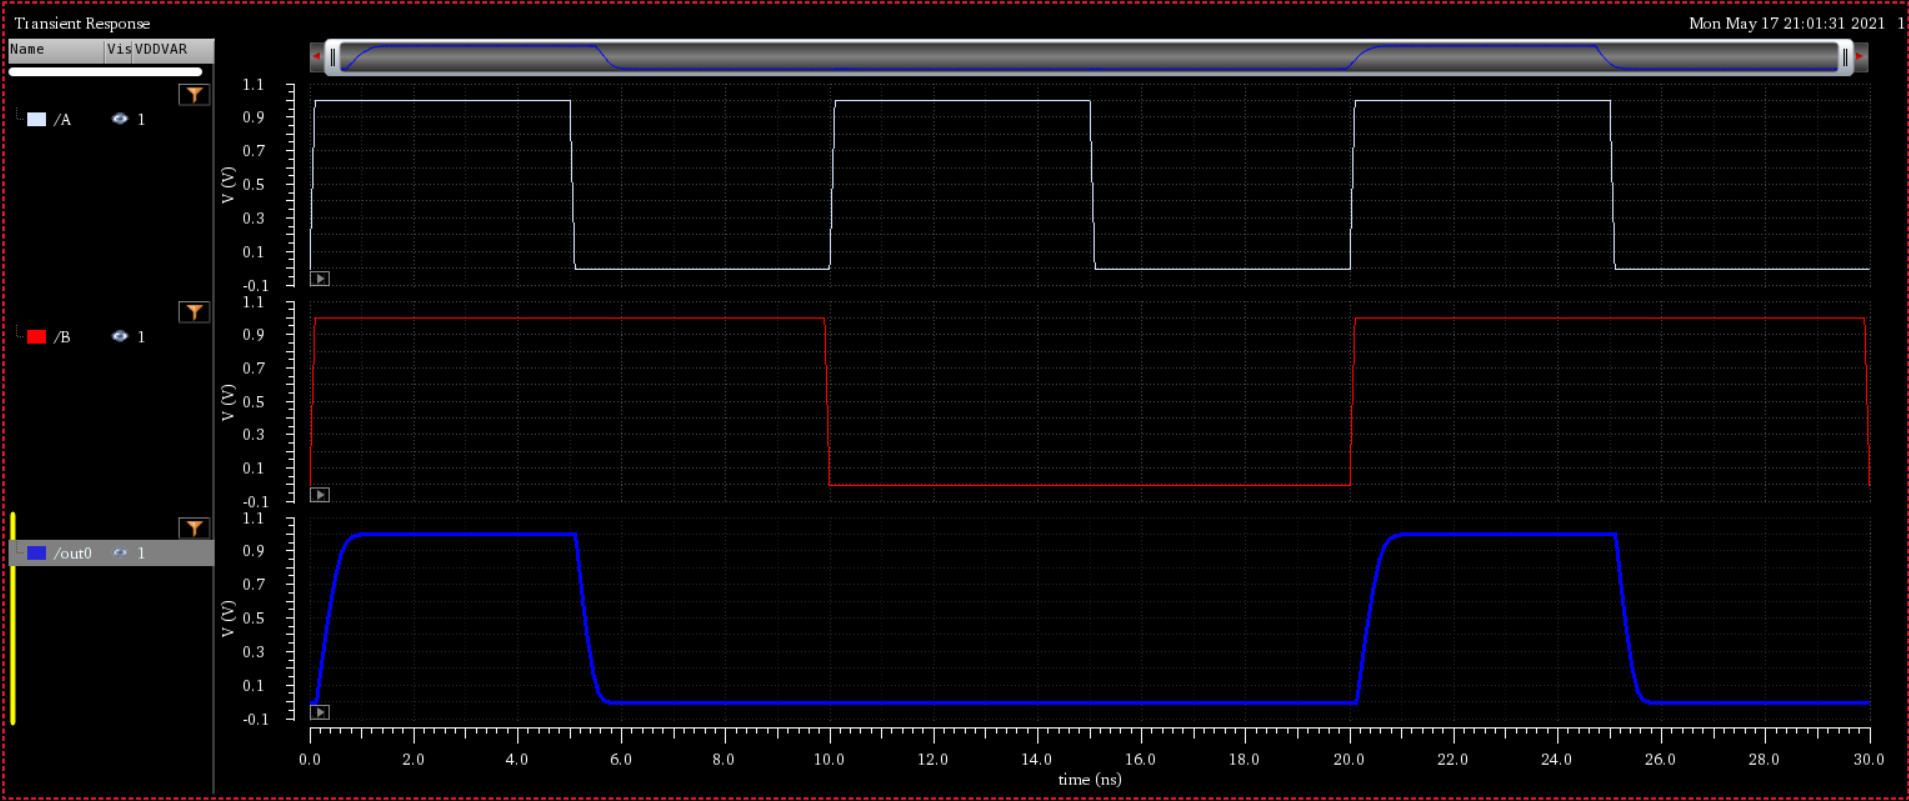 Transient Response
Mon May 17 21:01:31 2021 1
Name Vis VDDVAR
/A 1
1.1
0.9
0.7
0.5
0.3
0.1
-0.1
V (V)
/B 1
1.1
0.9
0.7
0.5
0.3
0.1
-0.1
V (V)
/out0 1
1.1
0.9
0.7
0.5
0.3
0.1
-0.1
V (V)
0.0 2.0 4.0 6.0 8.0 10.0 12.0 14.0 16.0 18.0 20.0 22.0 24.0 26.0 28.0 30.0
time (ns)